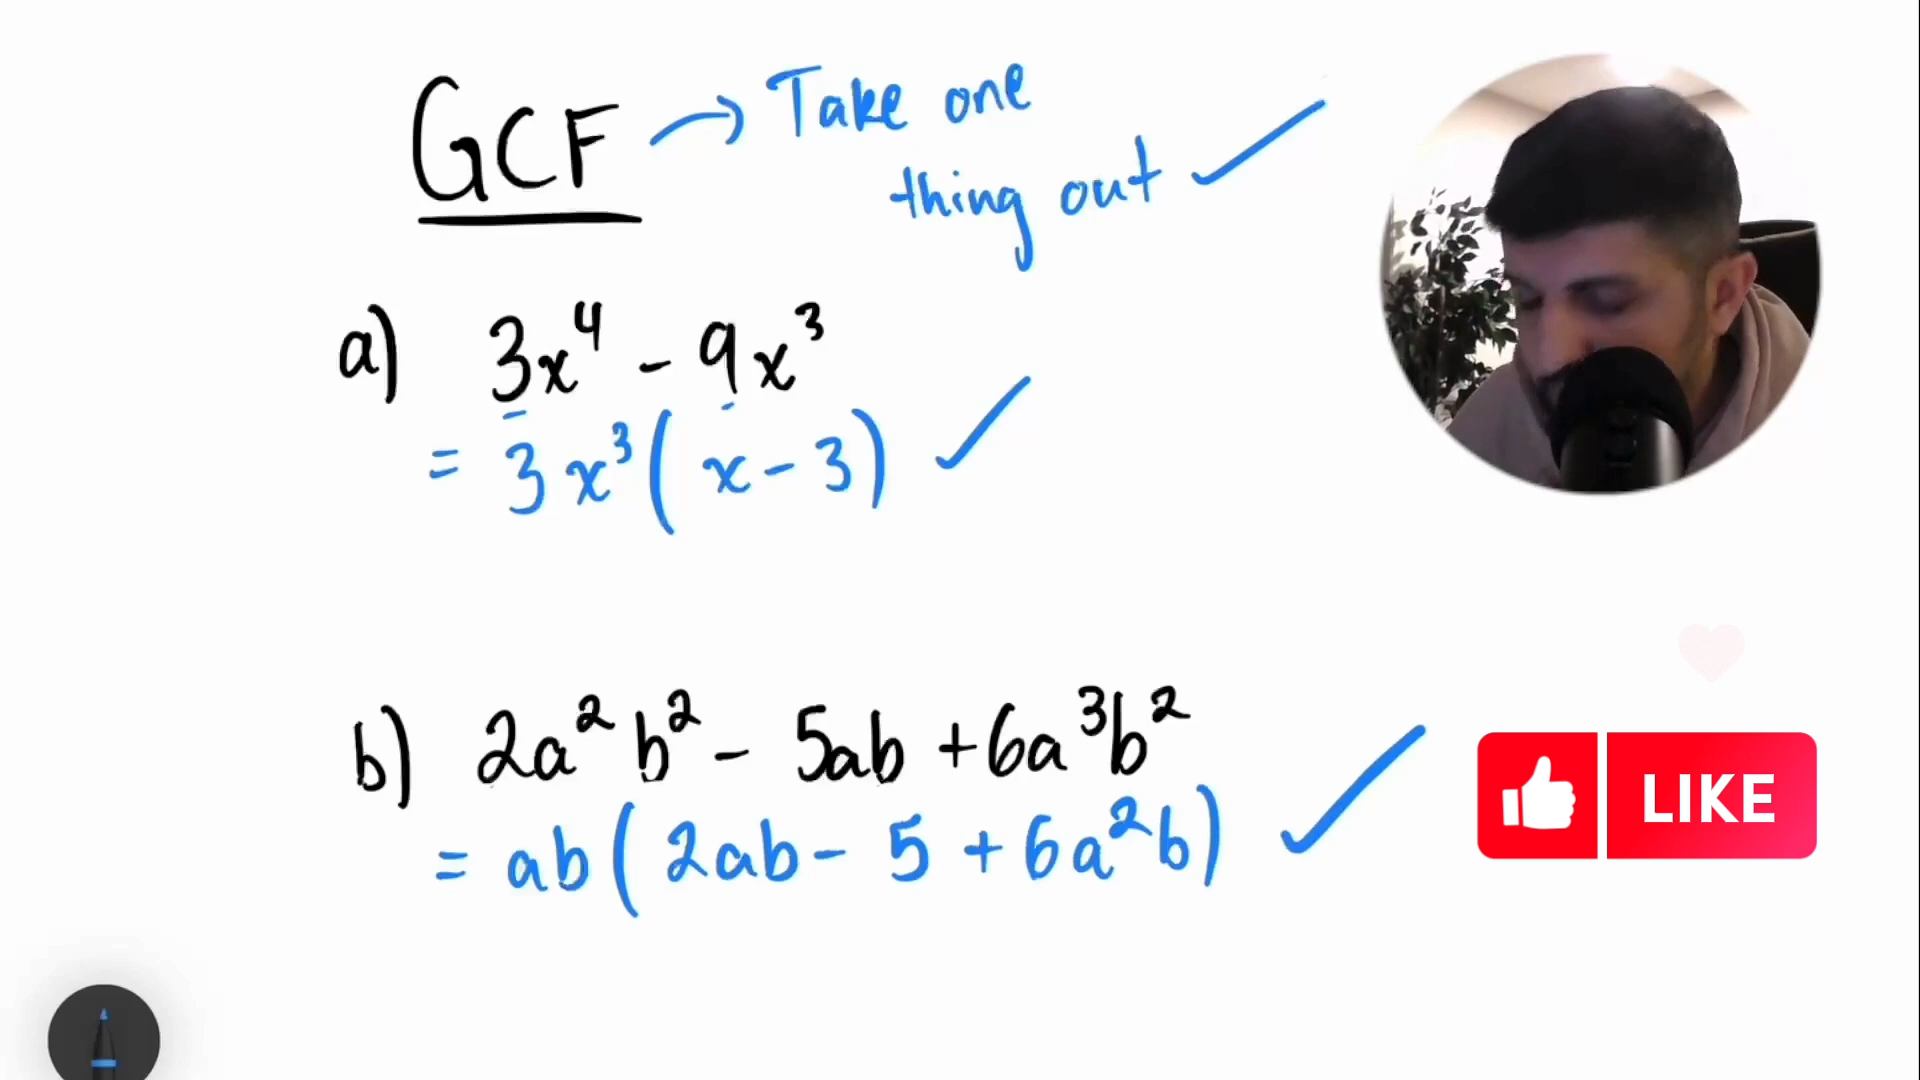 GCF → Take one
thing out ✓
a) 3x⁴ - 9x³
= 3x³(x - 3) ✓
b) 2a²b² - 5ab + 6a³b²
= ab(2ab - 5 + 6a²b) ✓
LIKE